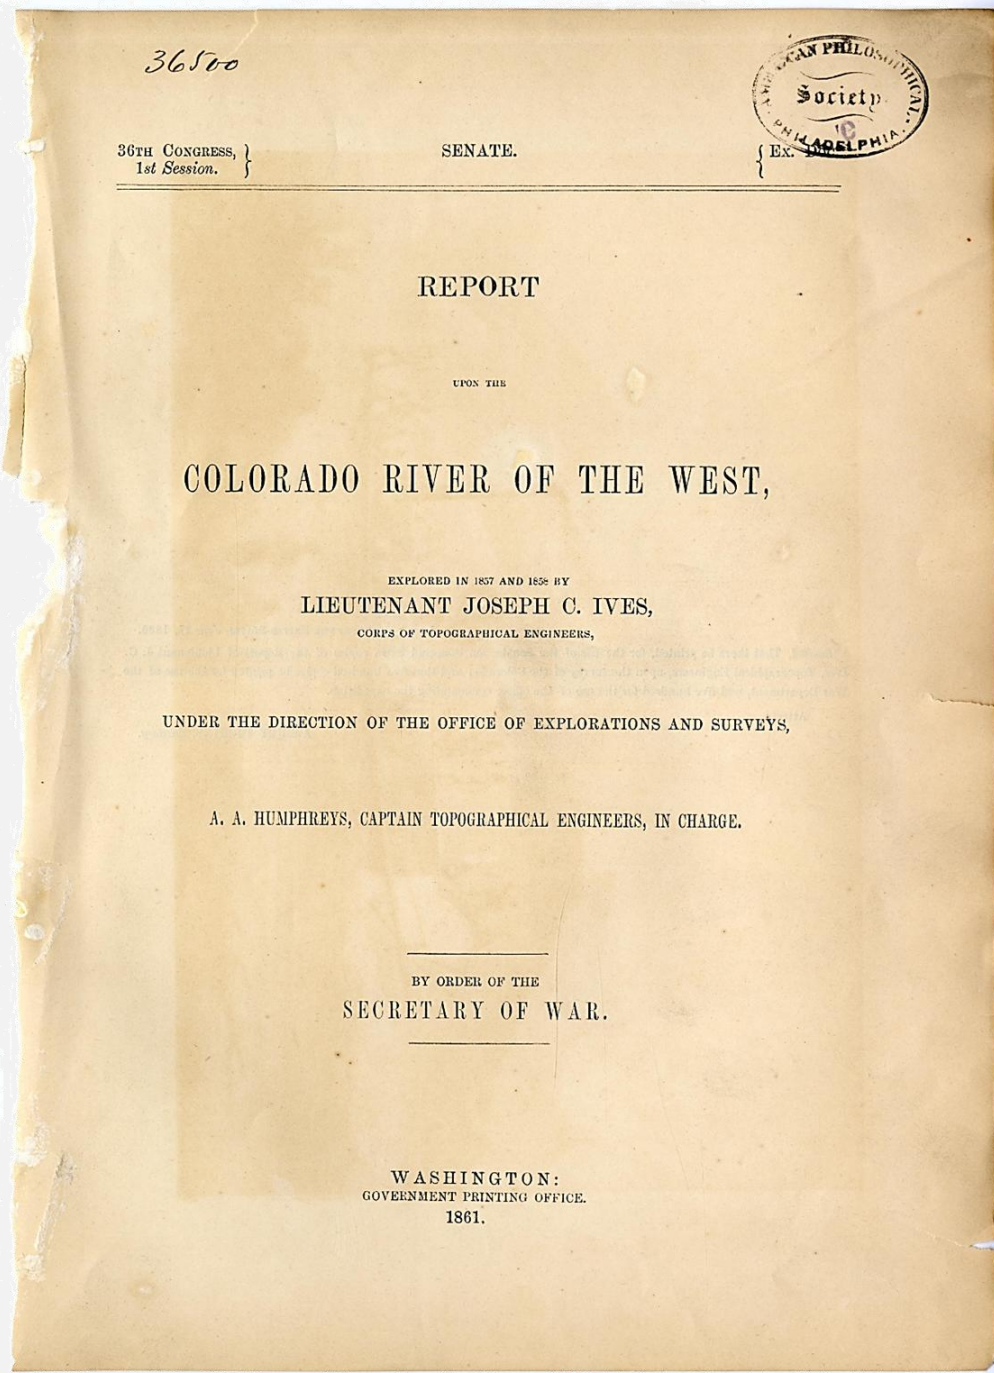 36500
AMERICAN PHILOSOPHICAL
Society
PHILADELPHIA.
36TH CONGRESS, } SENATE. { Ex.
1st Session.
REPORT
UPON THE
COLORADO RIVER OF THE WEST,
EXPLORED IN 1857 AND 1858 BY
LIEUTENANT JOSEPH C. IVES,
CORPS OF TOPOGRAPHICAL ENGINEERS,
UNDER THE DIRECTION OF THE OFFICE OF EXPLORATIONS AND SURVEYS,
A. A. HUMPHREYS, CAPTAIN TOPOGRAPHICAL ENGINEERS, IN CHARGE.
BY ORDER OF THE
SECRETARY OF WAR.
WASHINGTON:
GOVERNMENT PRINTING OFFICE.
1861.